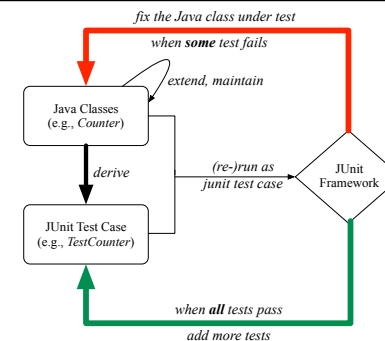 fix the Java class under test
when some test fails
extend, maintain
Java Classes
(e.g., Counter)
derive
(re-)run as
junit test case
JUnit
Framework
JUnit Test Case
(e.g., TestCounter)
when all tests pass
add more tests